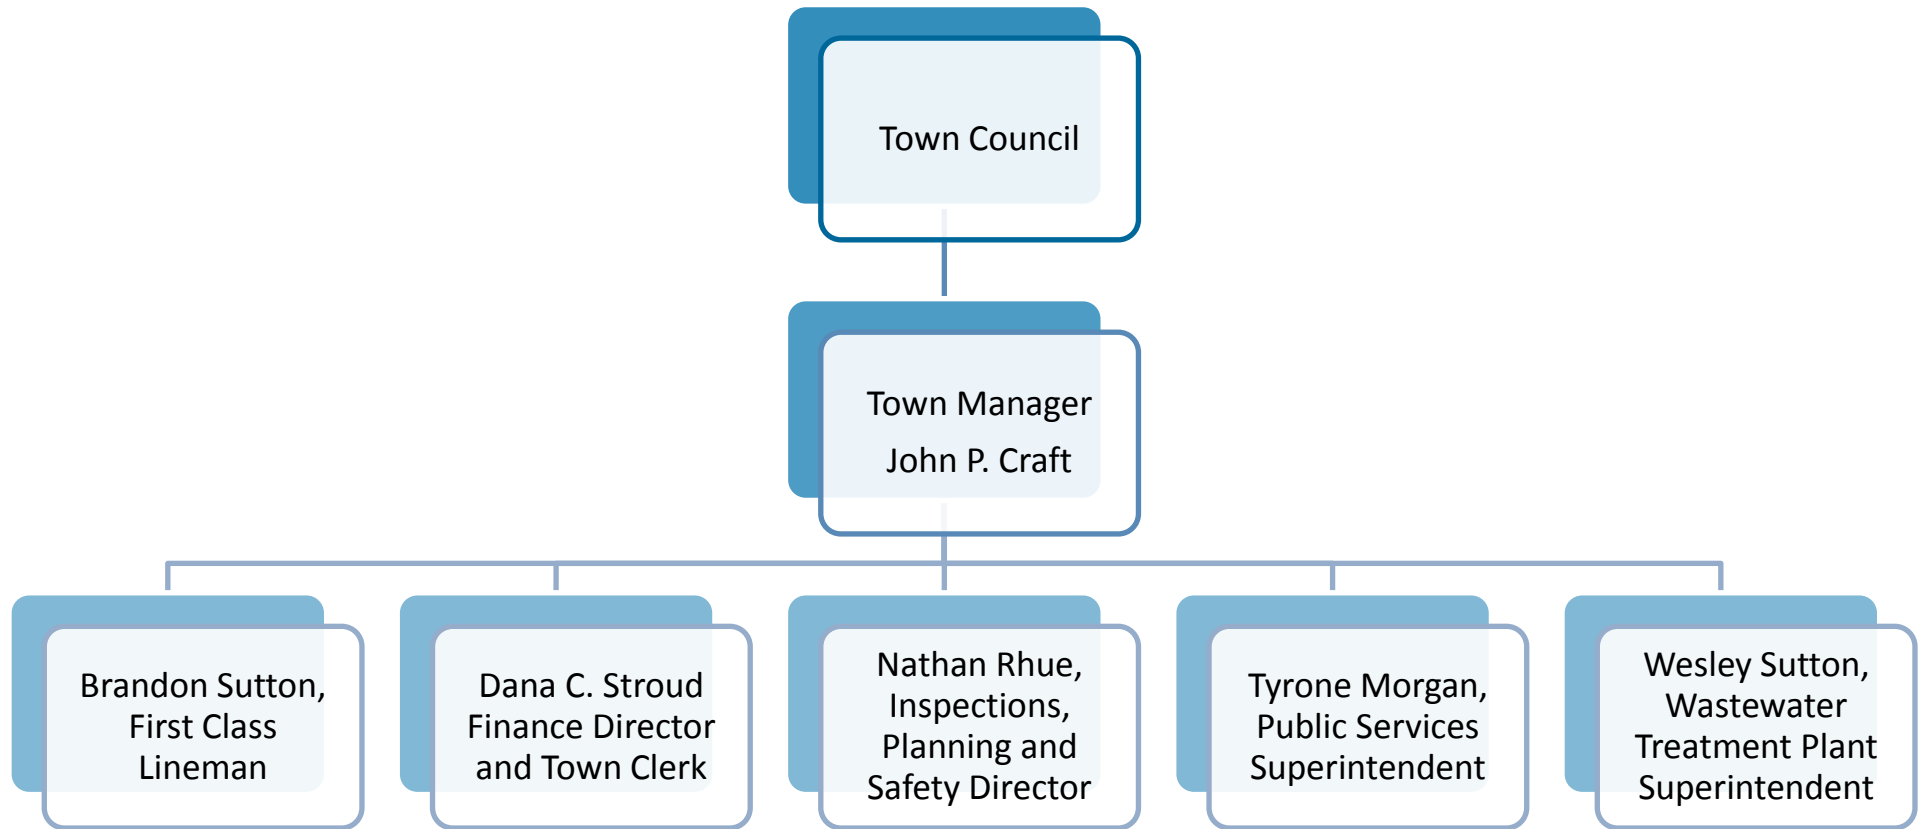 Town Council
Town Manager
John P. Craft
Brandon Sutton,
First Class
Lineman
Dana C. Stroud
Finance Director
and Town Clerk
Nathan Rhue,
Inspections,
Planning and
Safety Director
Tyrone Morgan,
Public Services
Superintendent
Wesley Sutton,
Wastewater
Treatment Plant
Superintendent